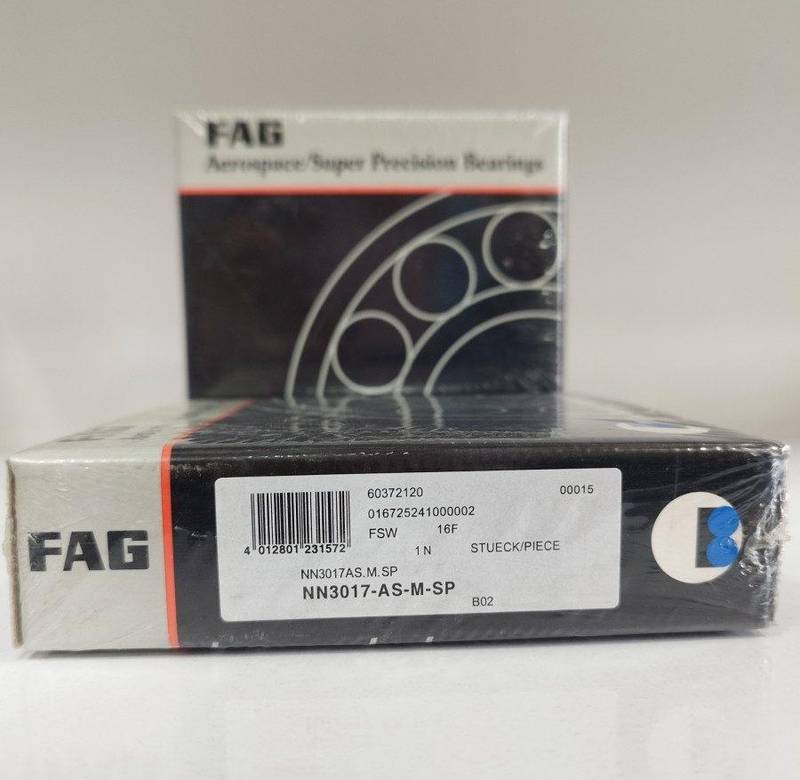 FAG
Aerospace/Super Precision Bearings
FAG
60372120
00015
016725241000002
FSW 16F
4 012801 231572
1 N STUECK/PIECE
NN3017AS.M.SP
NN3017-AS-M-SP
B02
B